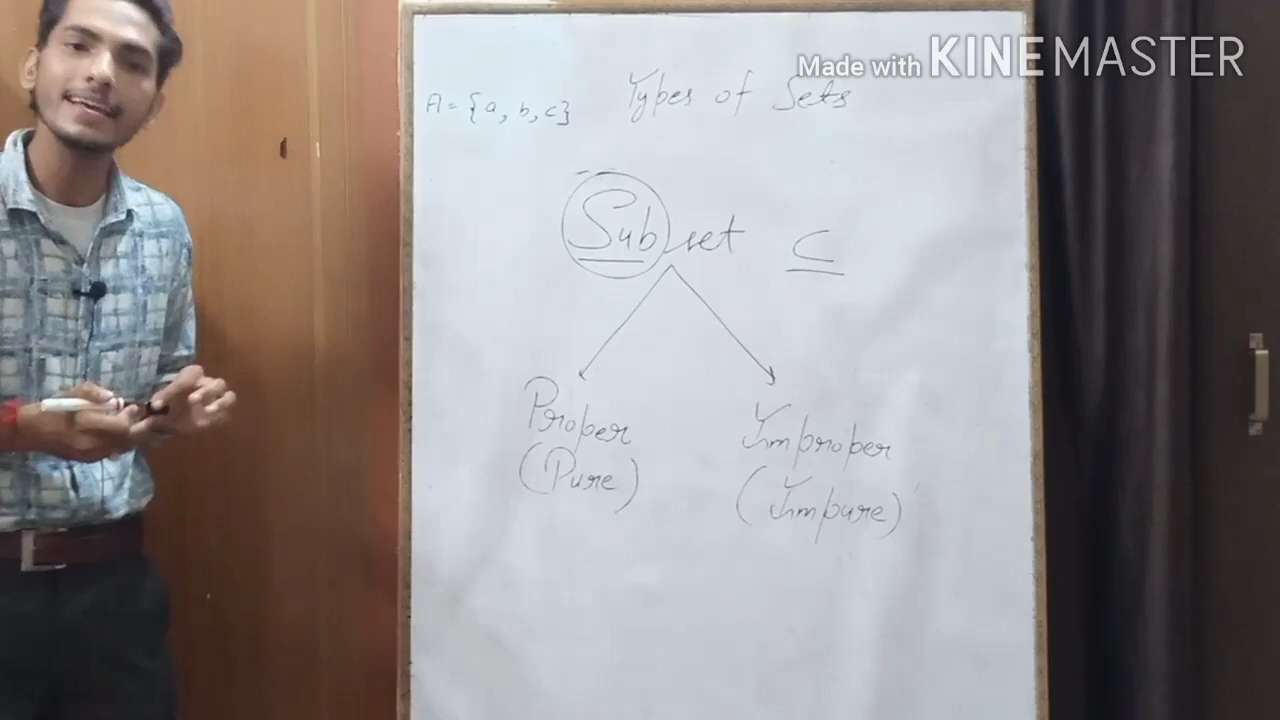 Made with KINEMASTER
Types of Sets
A = {a, b, c}
Subset ⊂
Proper Improper
(Pure) (Impure)